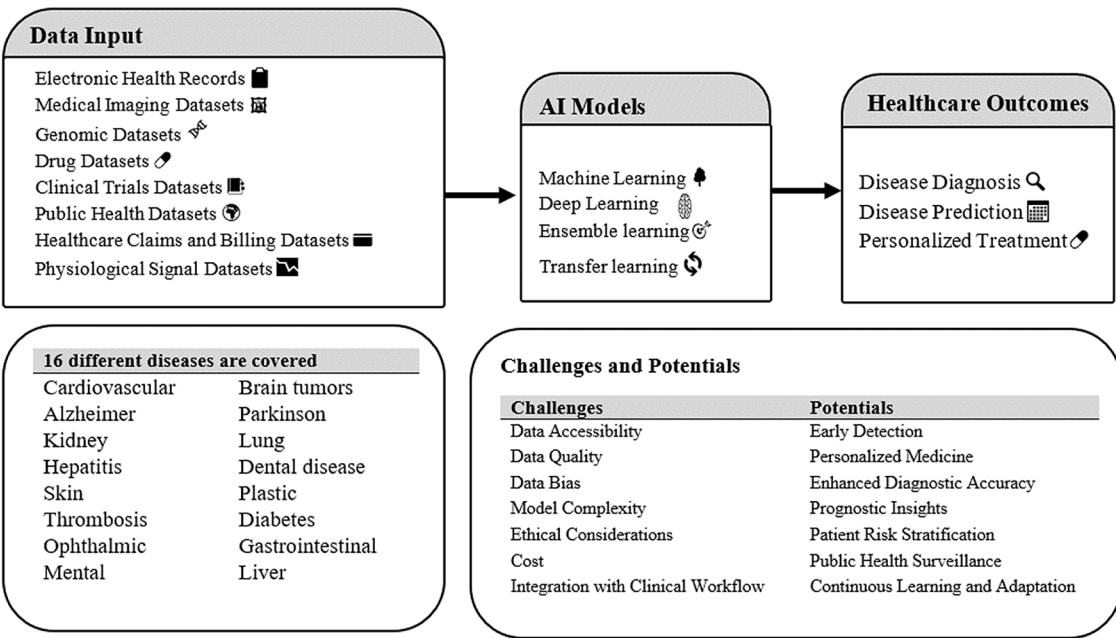 Data Input
Electronic Health Records
Medical Imaging Datasets
Genomic Datasets
Drug Datasets
Clinical Trials Datasets
Public Health Datasets
Healthcare Claims and Billing Datasets
Physiological Signal Datasets
AI Models
Machine Learning
Deep Learning
Ensemble learning
Transfer learning
Healthcare Outcomes
Disease Diagnosis
Disease Prediction
Personalized Treatment
16 different diseases are covered
Cardiovascular Brain tumors
Alzheimer Parkinson
Kidney Lung
Hepatitis Dental disease
Skin Plastic
Thrombosis Diabetes
Ophthalmic Gastrointestinal
Mental Liver
Challenges and Potentials
Challenges Potentials
Data Accessibility Early Detection
Data Quality Personalized Medicine
Data Bias Enhanced Diagnostic Accuracy
Model Complexity Prognostic Insights
Ethical Considerations Patient Risk Stratification
Cost Public Health Surveillance
Integration with Clinical Workflow Continuous Learning and Adaptation